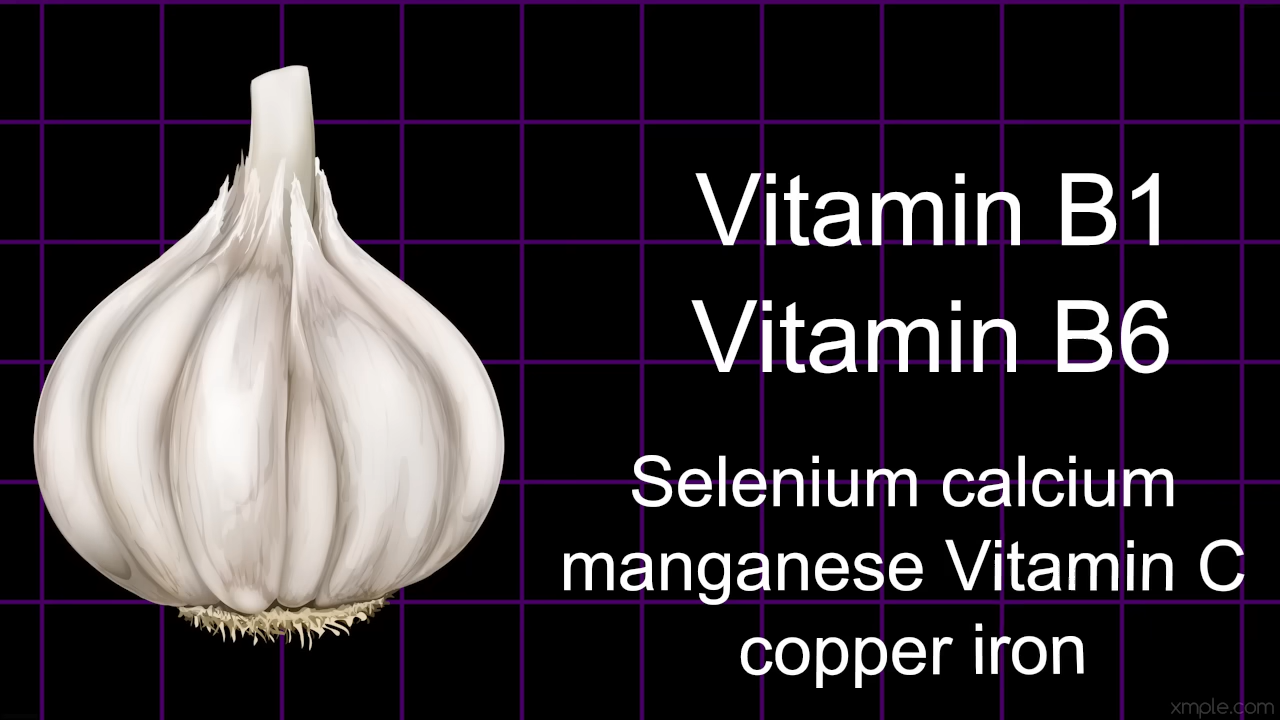 Vitamin B1
Vitamin B6
Selenium calcium
manganese Vitamin C
copper iron
xmple.com